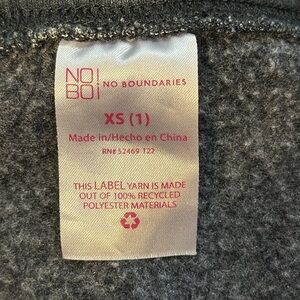 NO!
BO!
NO BOUNDARIES
XS (1)
Made in/Hecho en China
RN# 52469 T22
THIS LABEL YARN IS MADE
OUT OF 100% RECYCLED
POLYESTER MATERIALS